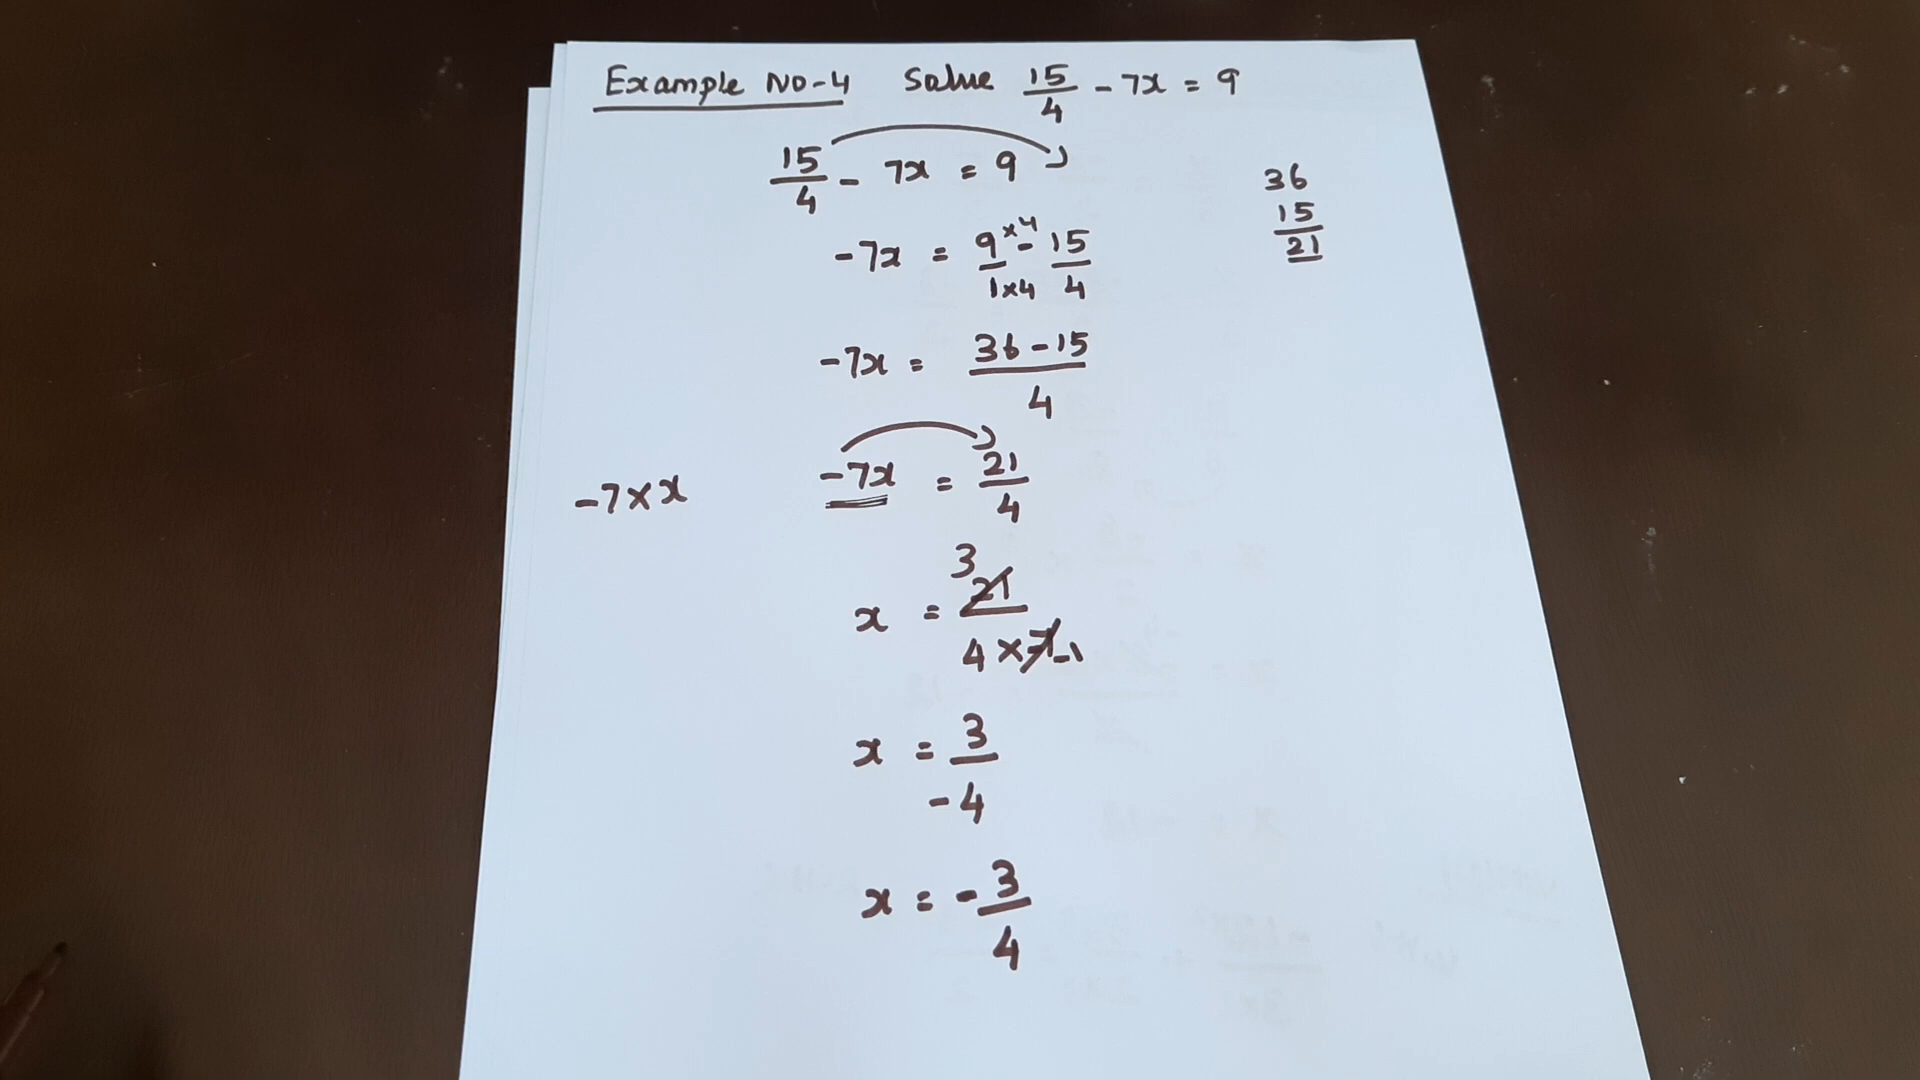 Example NO-4 Solve 15/4 - 7x = 9
15/4 - 7x = 9
-7x = 9×4/1×4 - 15/4
36
15
21
-7x = 36-15/4
-7×x
-7x = 21/4
3
x = 21/4×-7 -1
x = 3/-4
x = -3/4